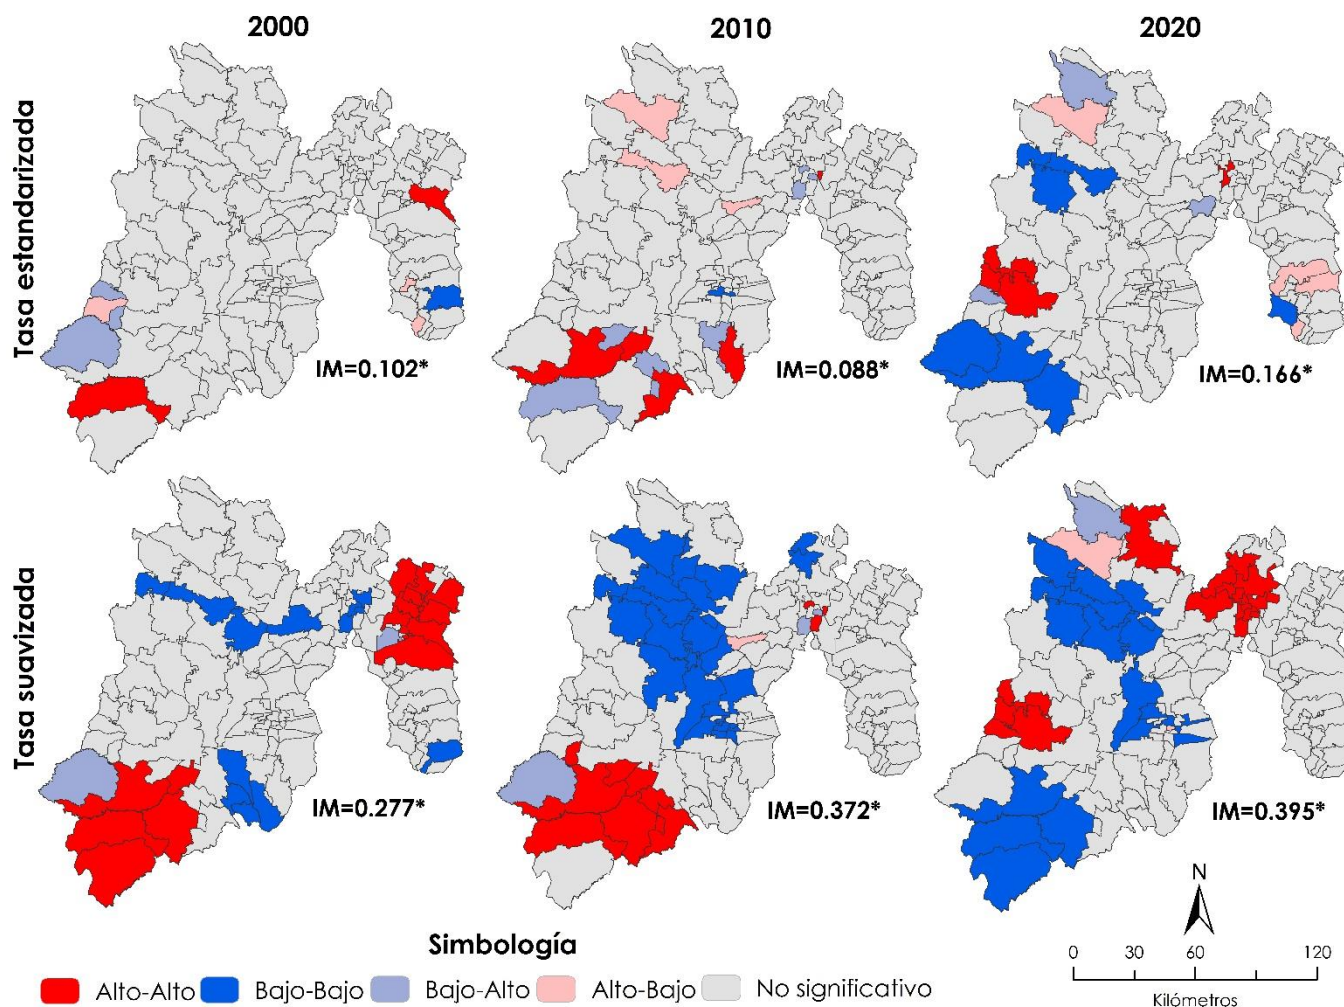 2000
2010
2020
Tasa estandarizada
IM=0.102*
IM=0.088*
IM=0.166*
Tasa suavizada
IM=0.277*
IM=0.372*
IM=0.395*
N
Simbología
0 30 60 120
Kilómetros
Alto-Alto Bajo-Bajo Bajo-Alto Alto-Bajo No significativo